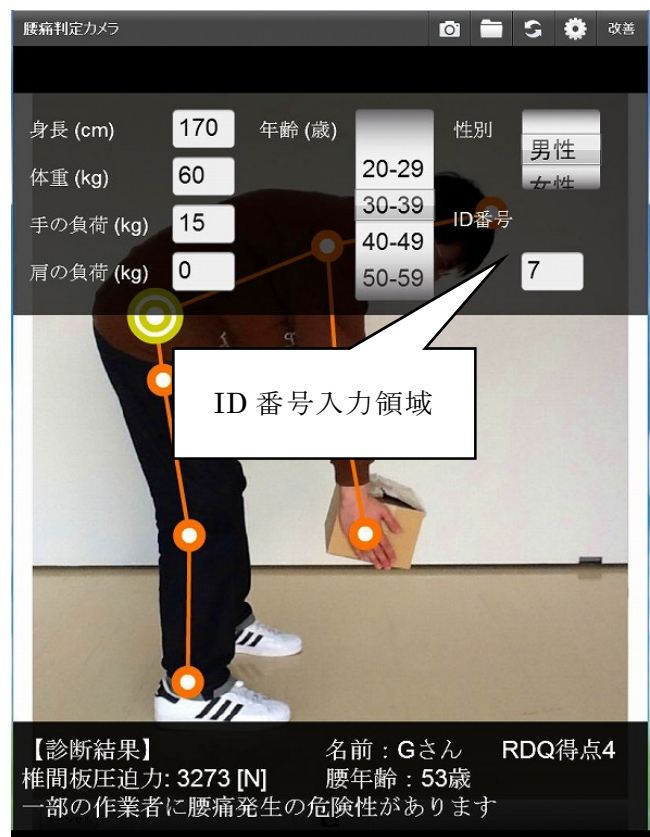 腰痛判定カメラ 改善
身長 (cm) 170 年齢 (歳) 性別
男性
体重 (kg) 60 20-29 女性
30-39
手の負荷 (kg) 15 ID番号
40-49
肩の負荷 (kg) 0 50-59 7
ID 番号入力領域
【診断結果】 名前：Gさん RDQ得点4
椎間板圧迫力: 3273 [N] 腰年齢：53歳
一部の作業者に腰痛発生の危険性があります